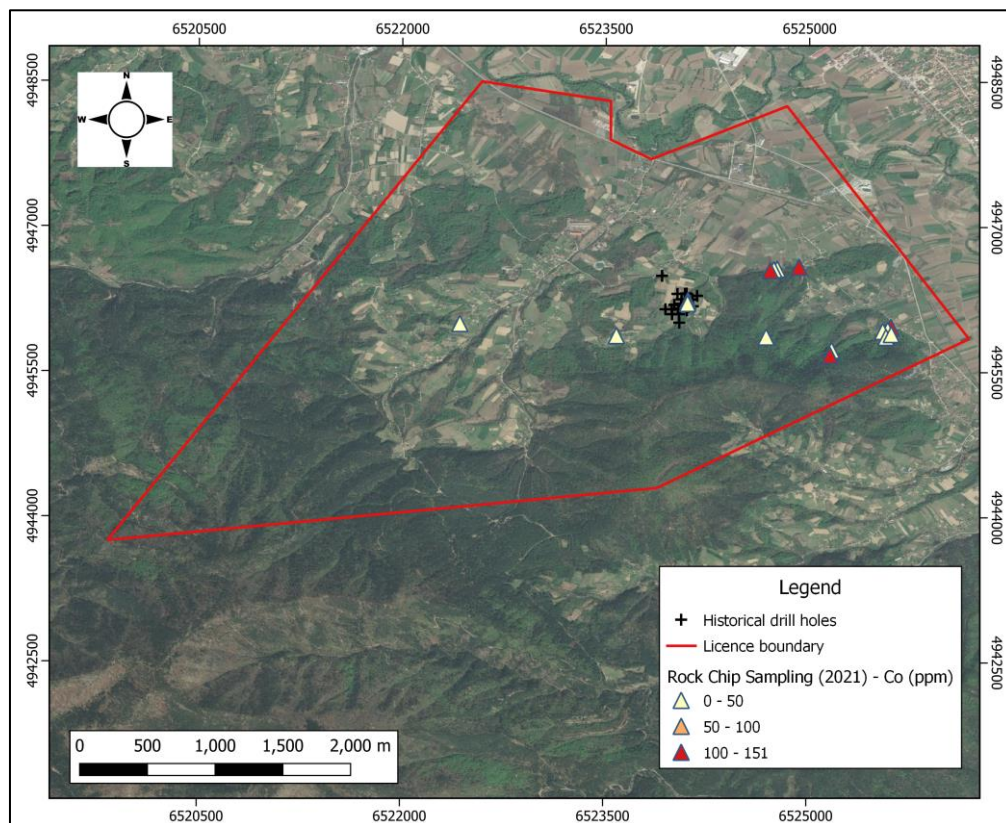 6520500 6522000 6523500 6525000
4948500 4948500
N
W E
S
4947000 4947000
4945500 4945500
4944000 4944000
Legend
Historical drill holes
Licence boundary
Rock Chip Sampling (2021) - Co (ppm)
0 - 50
50 - 100
100 - 151
4942500 4942500
0 500 1,000 1,500 2,000 m
6520500 6522000 6523500 6525000